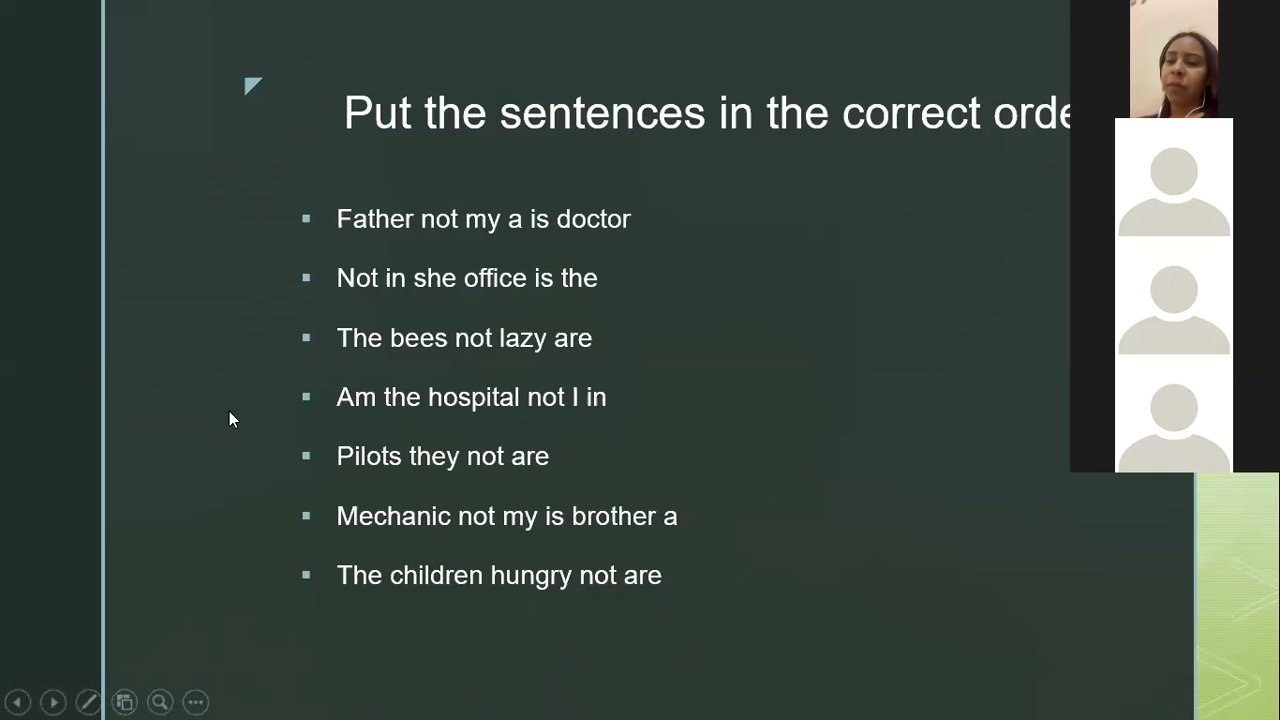 Put the sentences in the correct orde
Father not my a is doctor
Not in she office is the
The bees not lazy are
Am the hospital not I in
Pilots they not are
Mechanic not my is brother a
The children hungry not are